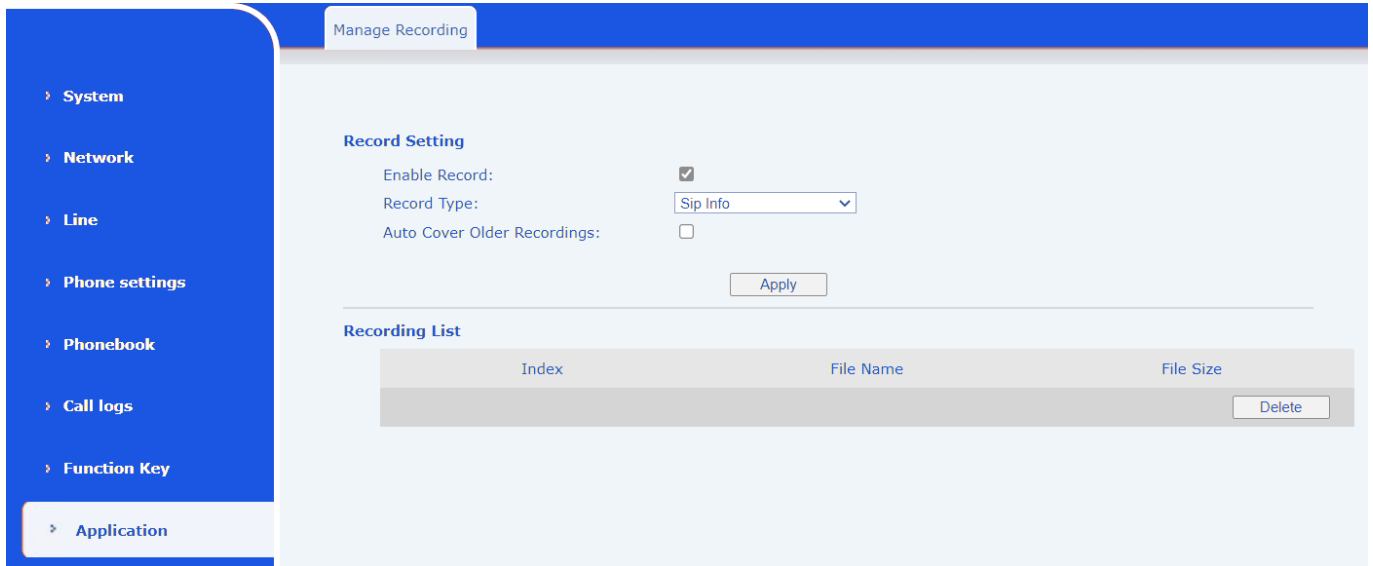 Manage Recording
System
Network
Line
Phone settings
Phonebook
Call logs
Function Key
Application
Record Setting
Enable Record:
Record Type: Sip Info
Auto Cover Older Recordings:
Apply
Recording List
Index File Name File Size
Delete